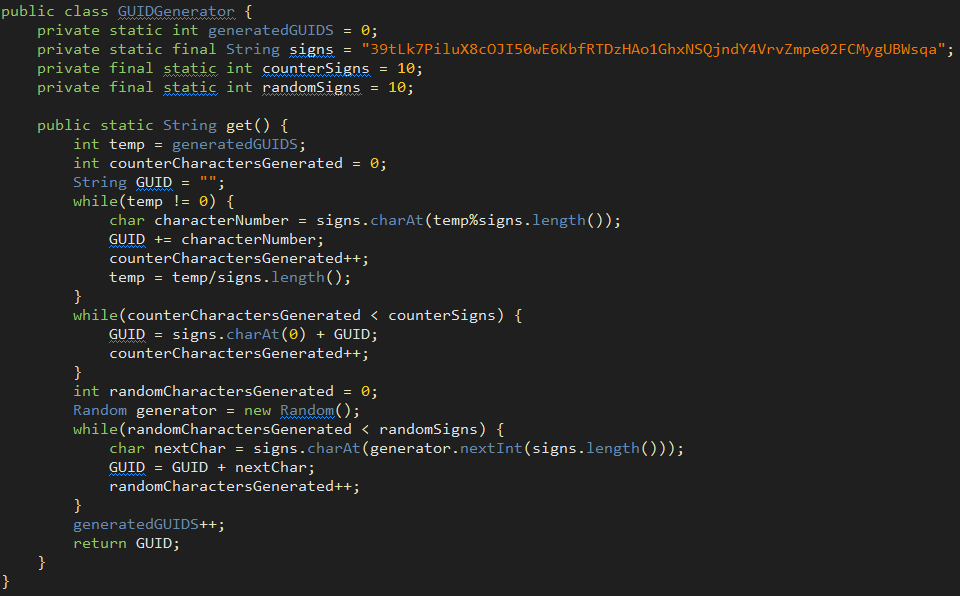 public class GUIDGenerator {
    private static int generatedGUIDS = 0;
    private static final String signs = "39tLk7PiluX8cOJI50wE6KbfRTDzHAo1GhxNSQjndY4VrvZmpe02FCMygUBWsqa";
    private final static int counterSigns = 10;
    private final static int randomSigns = 10;

    public static String get() {
        int temp = generatedGUIDS;
        int counterCharactersGenerated = 0;
        String GUID = "";
        while(temp != 0) {
            char characterNumber = signs.charAt(temp%signs.length());
            GUID += characterNumber;
            counterCharactersGenerated++;
            temp = temp/signs.length();
        }
        while(counterCharactersGenerated < counterSigns) {
            GUID = signs.charAt(0) + GUID;
            counterCharactersGenerated++;
        }
        int randomCharactersGenerated = 0;
        Random generator = new Random();
        while(randomCharactersGenerated < randomSigns) {
            char nextChar = signs.charAt(generator.nextInt(signs.length()));
            GUID = GUID + nextChar;
            randomCharactersGenerated++;
        }
        generatedGUIDS++;
        return GUID;
    }
}